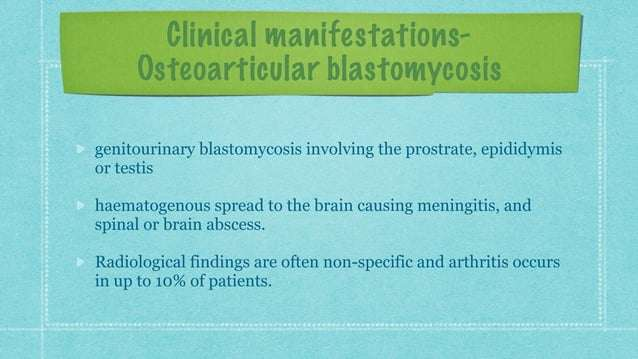 Clinical manifestations-
Osteoarticular blastomycosis
genitourinary blastomycosis involving the prostrate, epididymis
or testis
haematogenous spread to the brain causing meningitis, and
spinal or brain abscess.
Radiological findings are often non-specific and arthritis occurs
in up to 10% of patients.